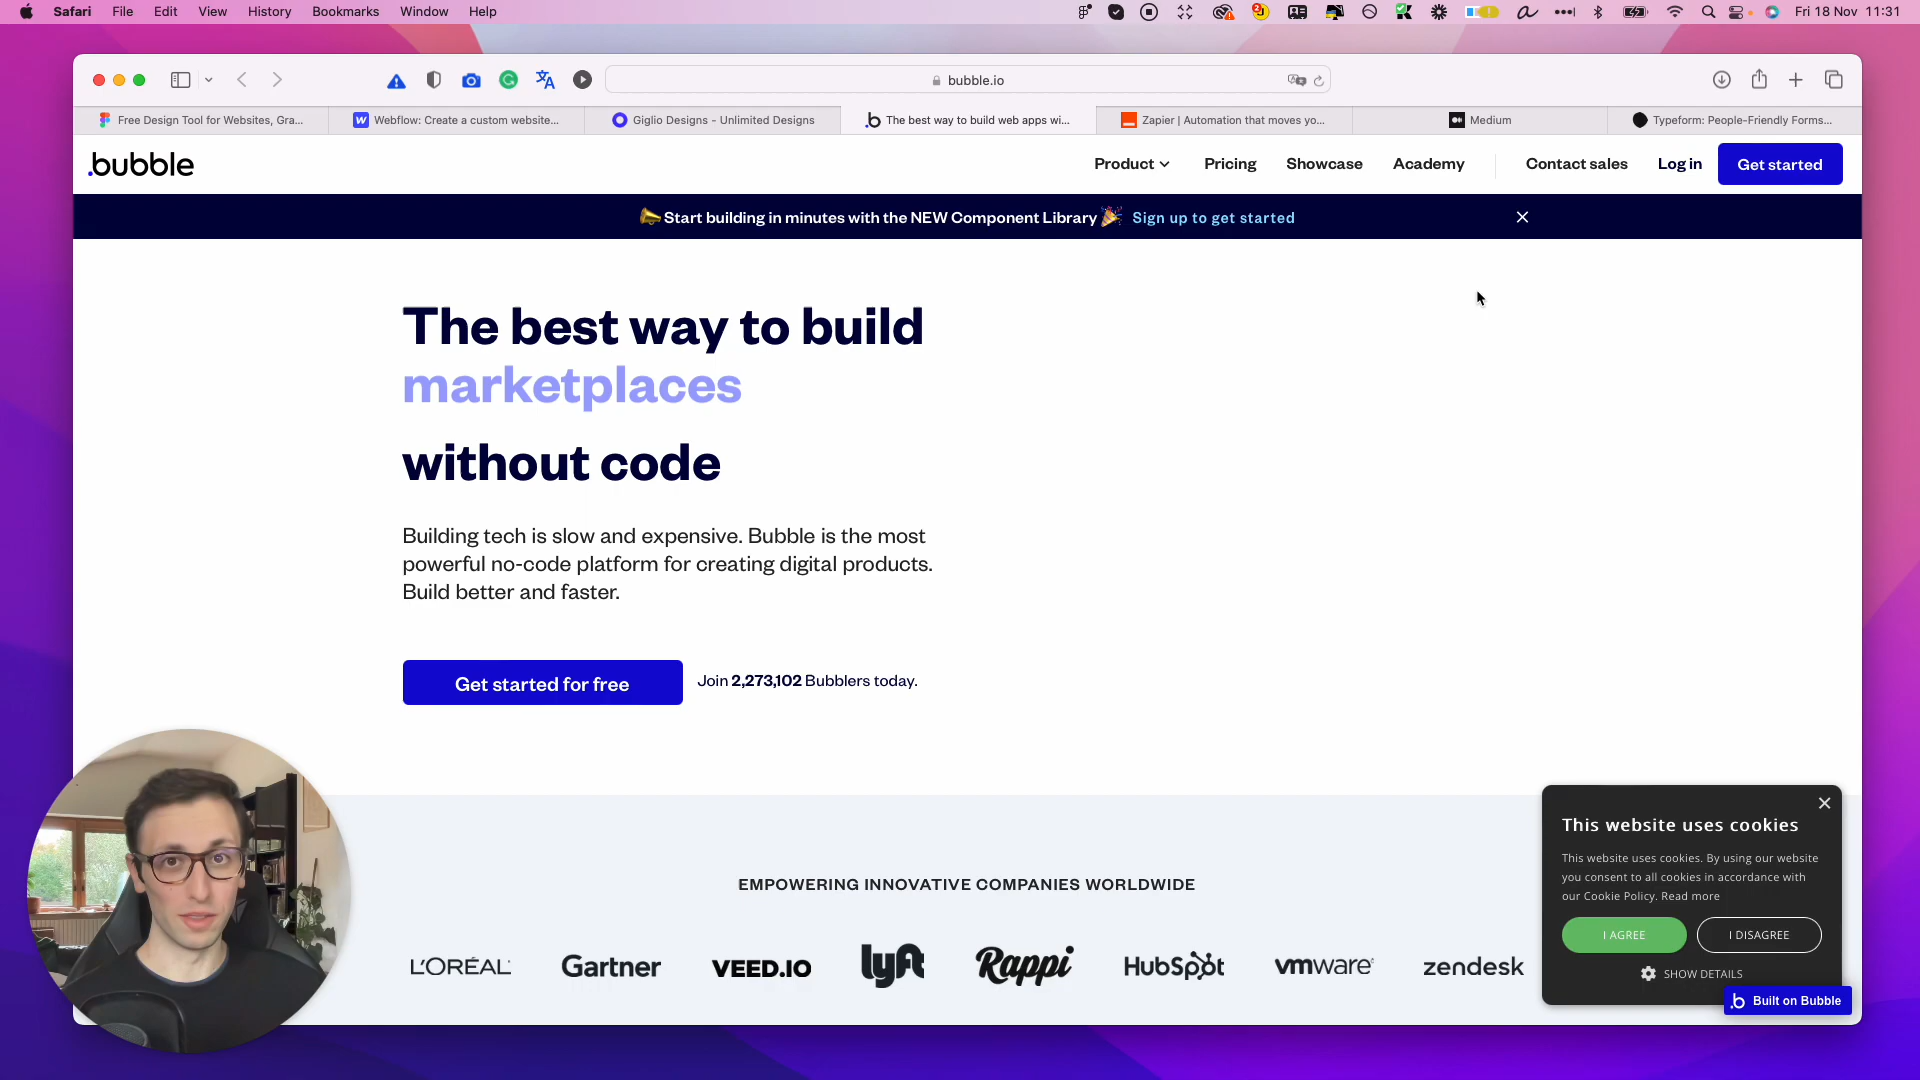 Safari File Edit View History Bookmarks Window Help Fri 18 Nov 11:31
bubble.io
Free Design Tool for Websites, Gra...
Webflow: Create a custom website...
Giglio Designs - Unlimited Designs
The best way to build web apps wi...
Zapier | Automation that moves yo...
Medium
Typeform: People-Friendly Forms...
.bubble
Product Pricing Showcase Academy Contact sales Log in Get started
Start building in minutes with the NEW Component Library Sign up to get started
The best way to build
marketplaces
without code
Building tech is slow and expensive. Bubble is the most
powerful no-code platform for creating digital products.
Build better and faster.
Get started for free
Join 2,273,102 Bubblers today.
EMPOWERING INNOVATIVE COMPANIES WORLDWIDE
L'ORÉAL Gartner VEED.IO lyft Rappi HubSpot vmware zendesk
This website uses cookies
This website uses cookies. By using our website
you consent to all cookies in accordance with
our Cookie Policy. Read more
I AGREE
I DISAGREE
SHOW DETAILS
Built on Bubble